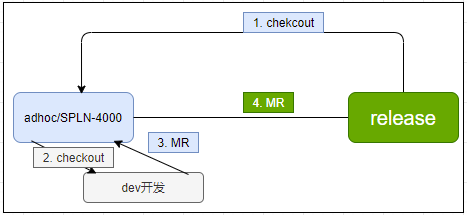 1. chekcout
adhoc/SPLN-4000
4. MR
release
3. MR
2. checkout
dev开发